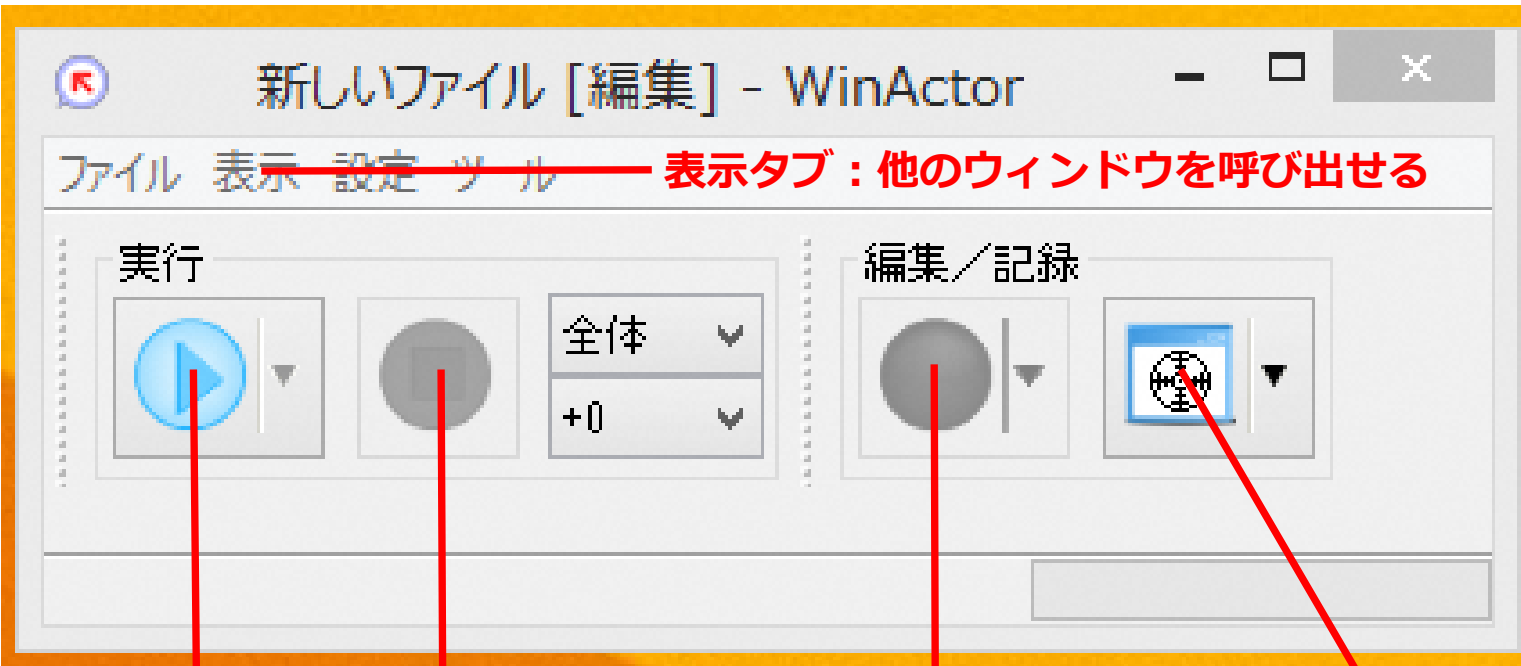 新しいファイル [編集] - WinActor
ファイル 表示 設定 ツール
表示タブ：他のウィンドウを呼び出せる
実行
編集／記録
全体
+0